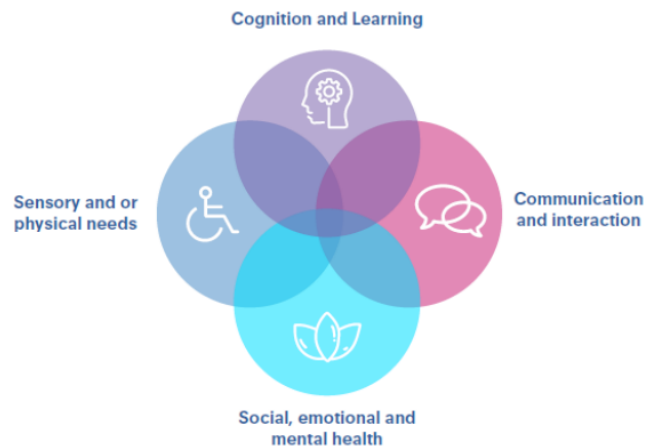 Cognition and Learning
Sensory and or
physical needs
Communication
and interaction
Social, emotional and
mental health